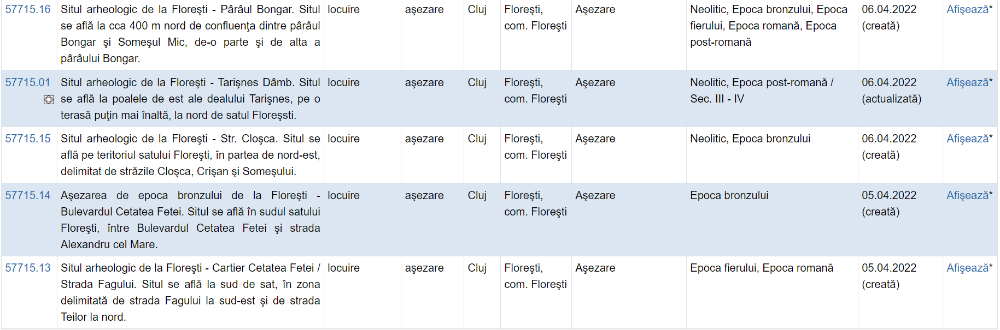 57715.16 Situl arheologic de la Floreşti - Pârâul Bongar. Situl locuire aşezare Cluj Floreşti, Aşezare Neolitic, Epoca bronzului, Epoca 06.04.2022 Afişează*
se află la cca 400 m nord de confluenţa dintre pârâul com. Floreşti fierului, Epoca romană, Epoca (creată)
Bongar şi Someşul Mic, de-o parte şi de alta a post-romană
pârâului Bongar.
57715.01 Situl arheologic de la Floreşti - Tarişnes Dâmb. Situl locuire aşezare Cluj Floreşti, Aşezare Neolitic, Epoca post-romană / 06.04.2022 Afişează*
se află la poalele de est ale dealului Tarişnes, pe o com. Floreşti Sec. III - IV (actualizată)
terasă puţin mai înaltă, la nord de satul Floreşsti.
57715.15 Situl arheologic de la Floreşti - Str. Cloşca. Situl se locuire aşezare Cluj Floreşti, Aşezare Neolitic, Epoca bronzului 06.04.2022 Afişează*
află pe teritoriul satului Floreşti, în partea de nord-est, com. Floreşti (creată)
delimitat de străzile Cloşca, Crişan şi Someşului.
57715.14 Aşezarea de epoca bronzului de la Floreşti - locuire aşezare Cluj Floreşti, Aşezare Epoca bronzului 05.04.2022 Afişează*
Bulevardul Cetatea Fetei. Situl se află în sudul satului com. Floreşti (creată)
Floreşti, între Bulevardul Cetatea Fetei şi strada
Alexandru cel Mare.
57715.13 Situl arheologic de la Floreşti - Cartier Cetatea Fetei / locuire aşezare Cluj Floreşti, Aşezare Epoca fierului, Epoca romană 05.04.2022 Afişează*
Strada Fagului. Situl se află la sud de sat, în zona com. Floreşti (creată)
delimitată de strada Fagului la sud-est şi de strada
Teilor la nord.